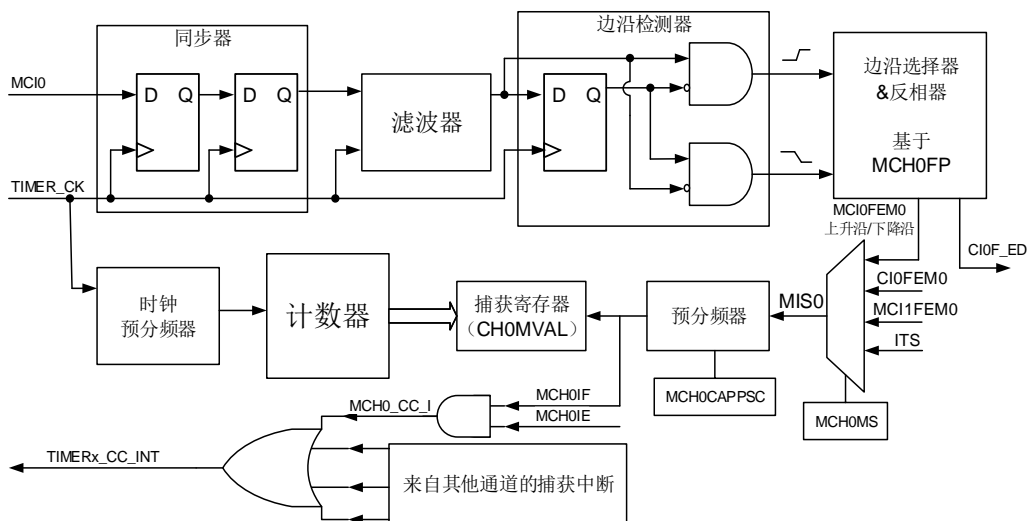 同步器
边沿检测器
MCI0
D Q
D Q
滤波器
D Q
边沿选择器
&反相器
基于
MCH0FP
TIMER_CK
MCI0FEM0
上升沿/下降沿
CI0F_ED
时钟
预分频器
计数器
捕获寄存器
（CH0MVAL）
预分频器
MIS0
CI0FEM0
MCI1FEM0
ITS
MCH0CAPPSC
MCH0MS
MCH0_CC_I
MCH0IF
MCH0IE
TIMERx_CC_INT
来自其他通道的捕获中断